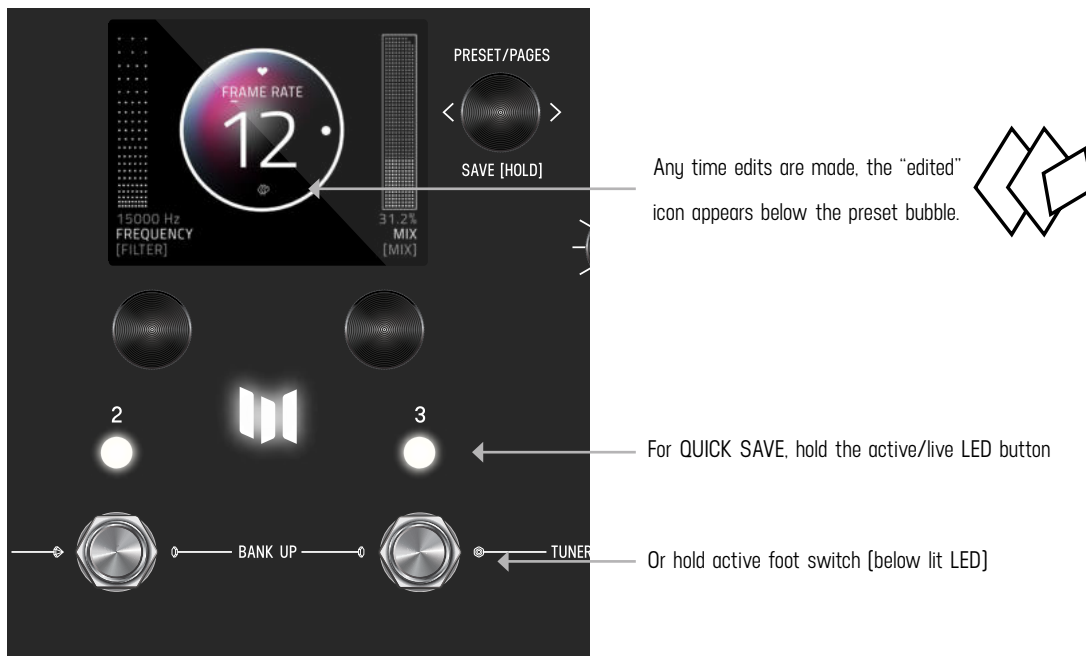 PRESET/PAGES
FRAME RATE
12
< >
SAVE [HOLD]
15000 Hz
FREQUENCY
[FILTER]
31.2%
MIX
[MIX]
Any time edits are made, the “edited”
icon appears below the preset bubble.
2
3
For QUICK SAVE, hold the active/live LED button
BANK UP
TUNER
Or hold active foot switch [below lit LED]